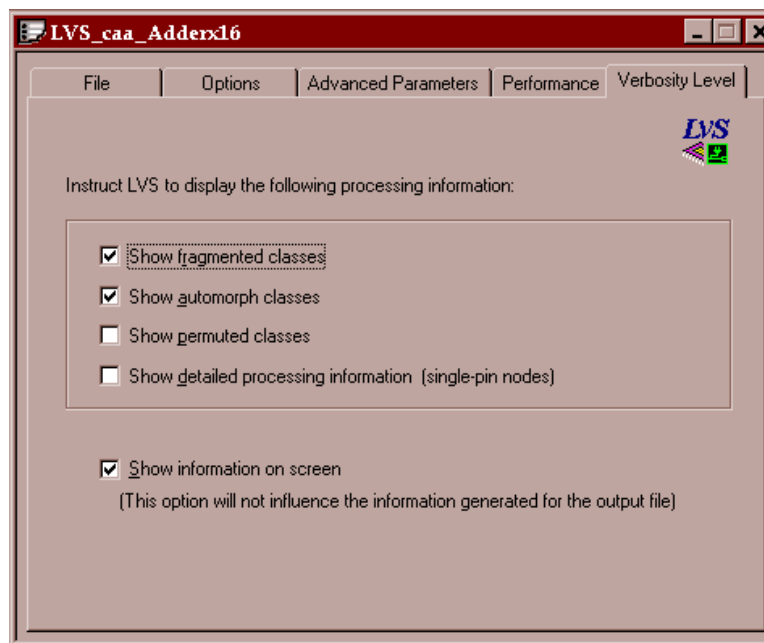 LVS_caa_Adderx16
File Options Advanced Parameters Performance Verbosity Level
LVS
Instruct LVS to display the following processing information:
Show fragmented classes
Show automorph classes
Show permuted classes
Show detailed processing information (single-pin nodes)
Show information on screen
(This option will not influence the information generated for the output file)